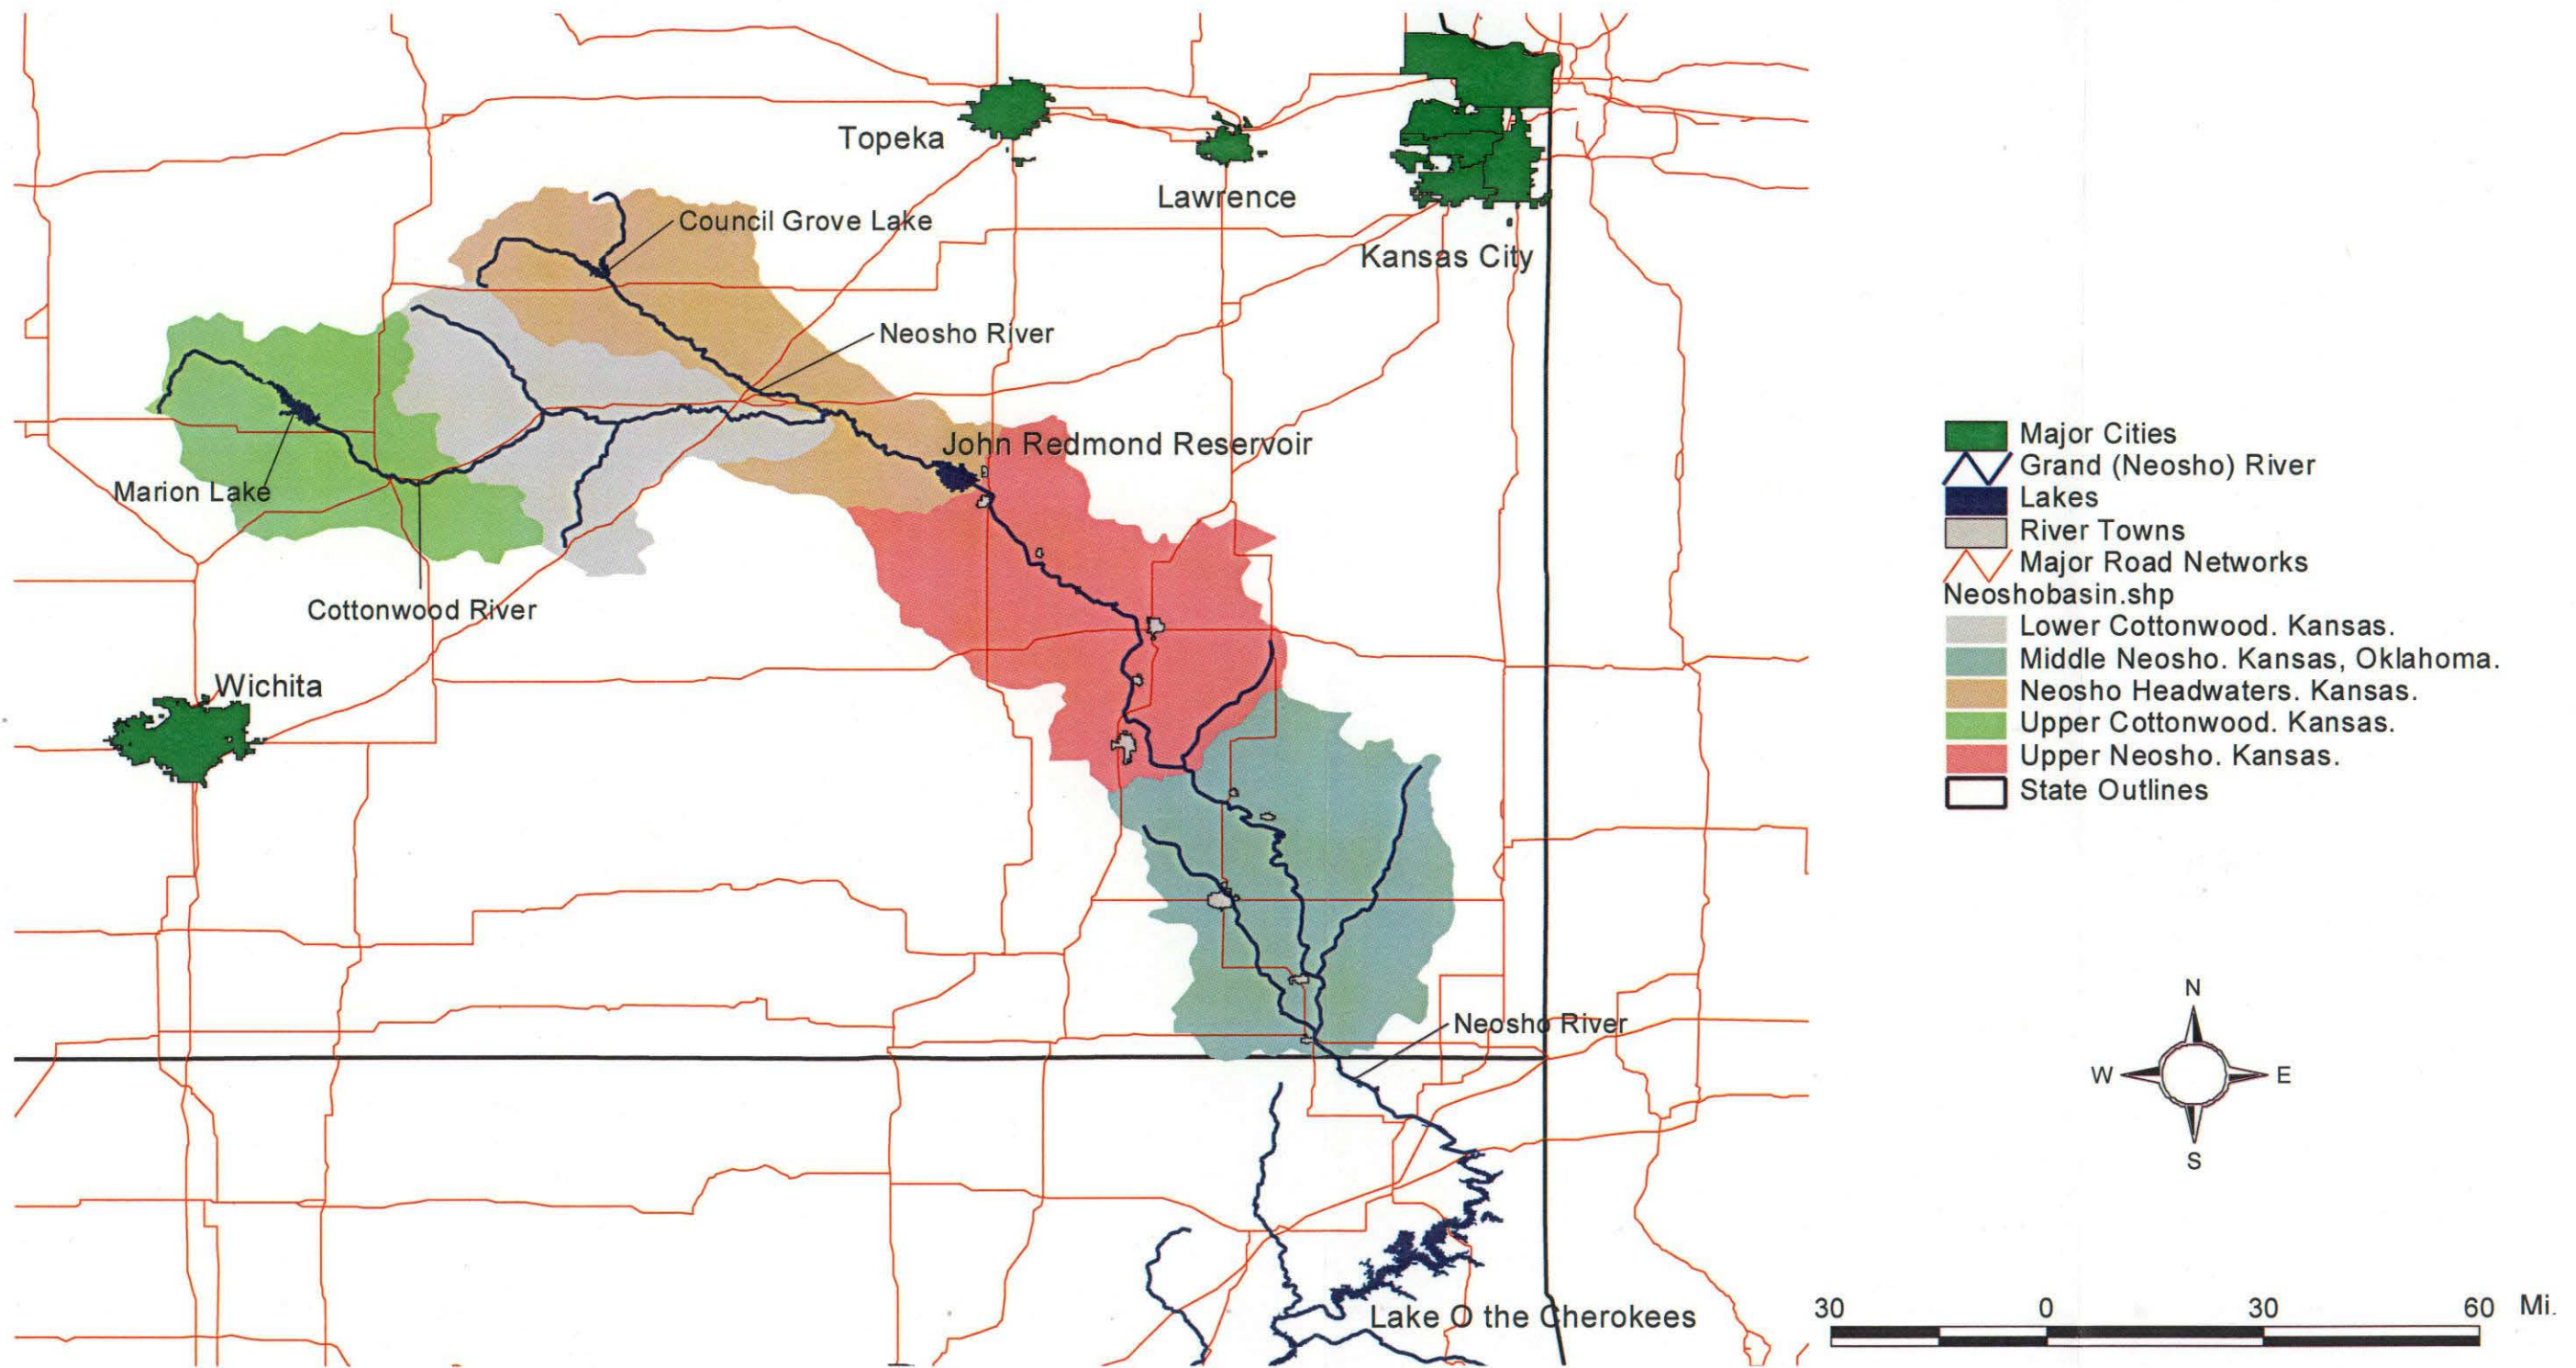 Topeka
Lawrence
Kansas City
Council Grove Lake
Neosho River
John Redmond Reservoir
Marion Lake
Cottonwood River
Wichita
Neosho River
Lake O the Cherokees
Major Cities
Grand (Neosho) River
Lakes
River Towns
Major Road Networks
Neoshobasin.shp
Lower Cottonwood. Kansas.
Middle Neosho. Kansas, Oklahoma.
Neosho Headwaters. Kansas.
Upper Cottonwood. Kansas.
Upper Neosho. Kansas.
State Outlines
N
W E
S
30 0 30 60 Mi.